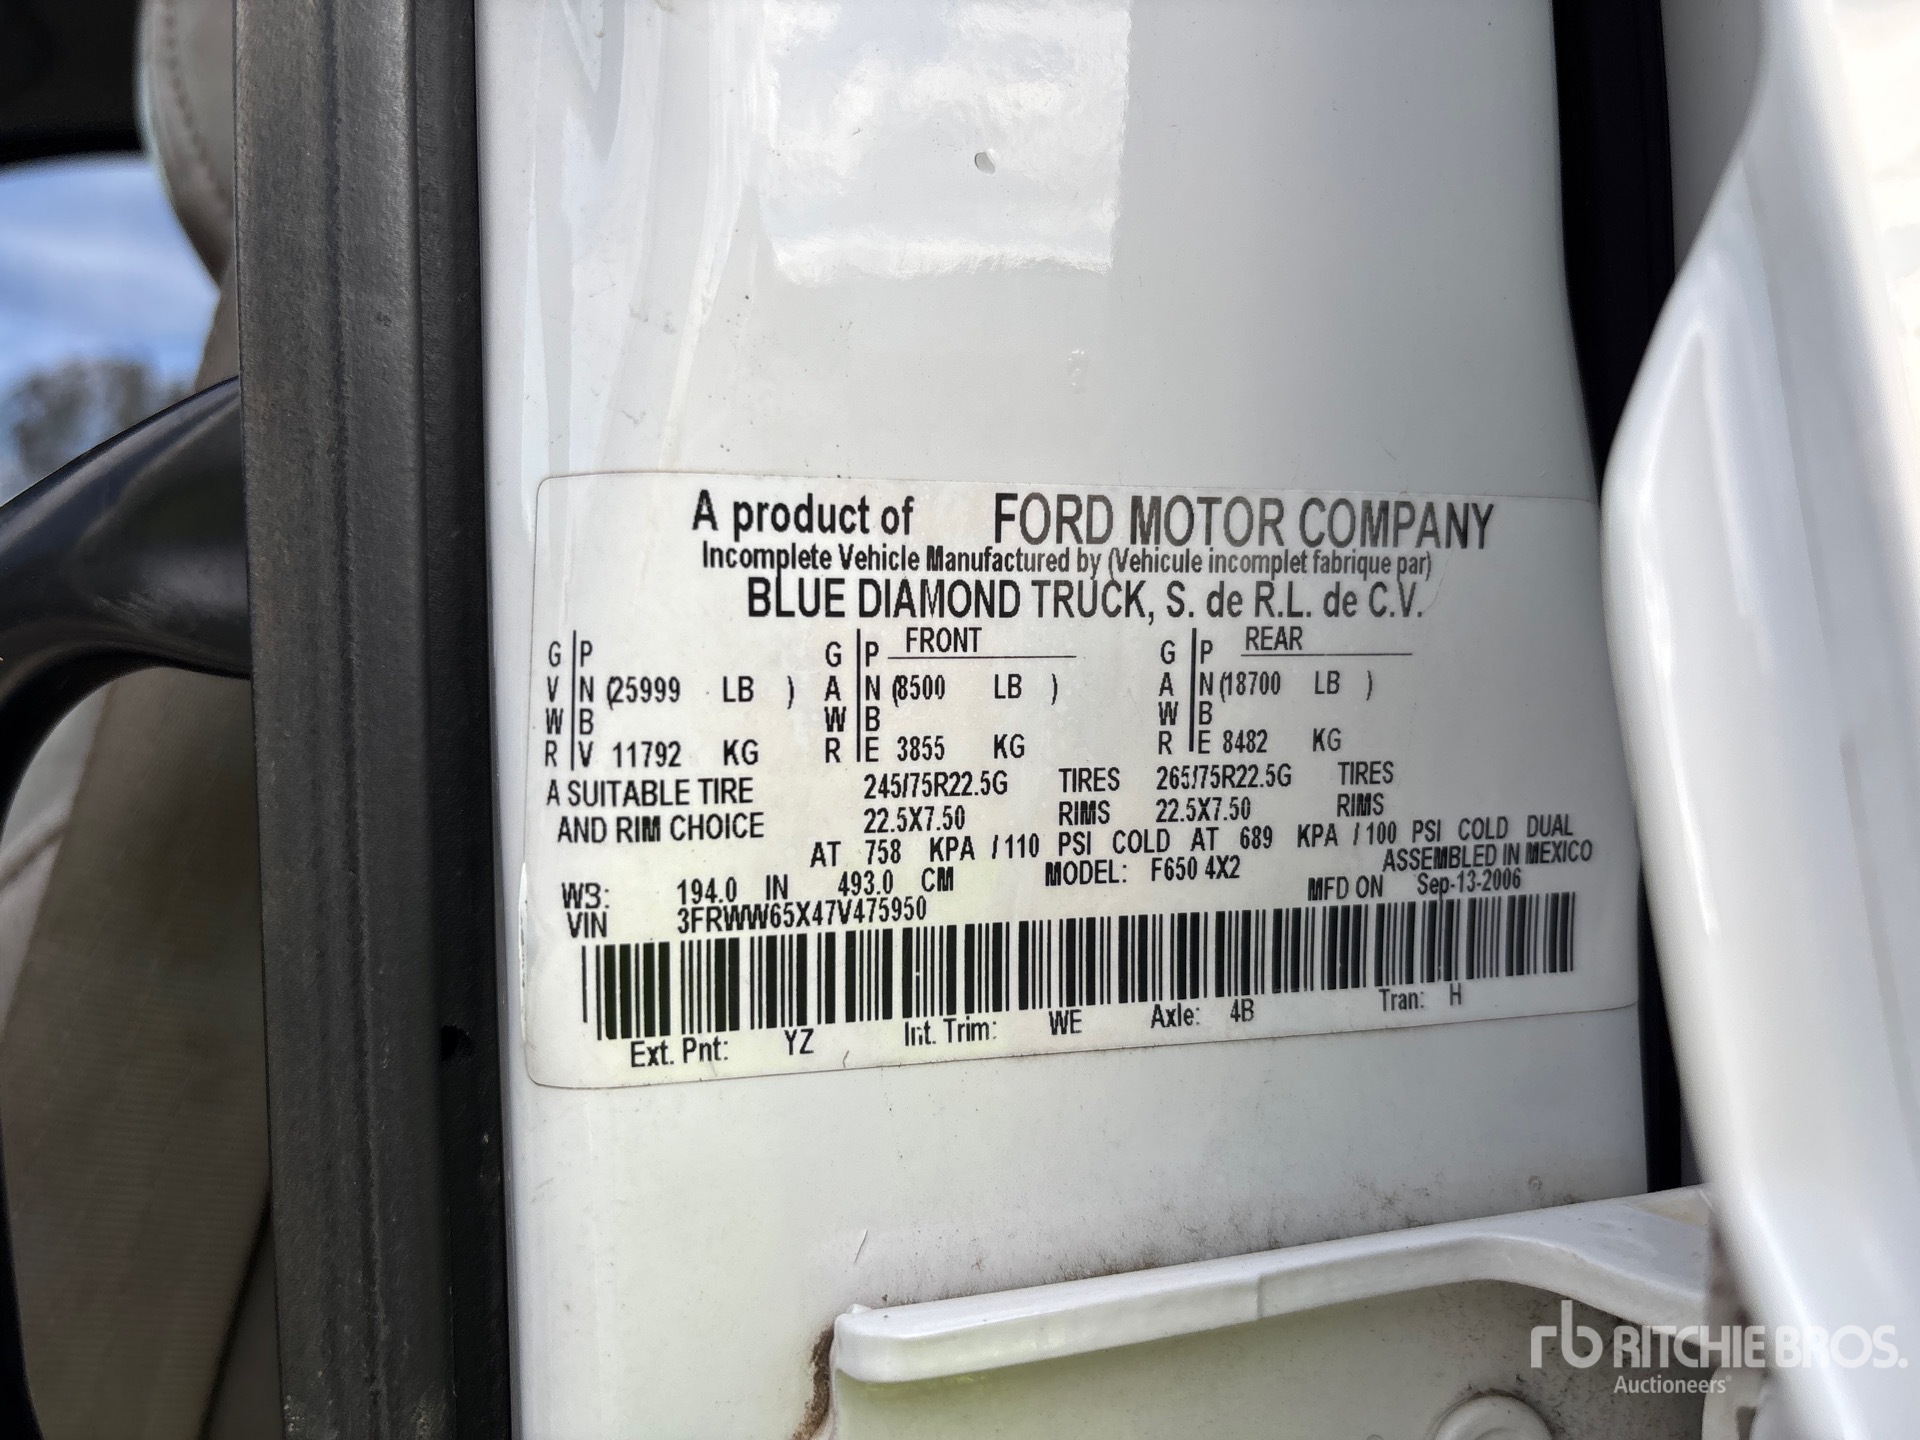 A product of FORD MOTOR COMPANY
Incomplete Vehicle Manufactured by (Vehicule incomplet fabrique par)
BLUE DIAMOND TRUCK, S. de R.L. de C.V.
G P G P FRONT G P REAR
V N (25999 LB ) A N (8500 LB ) A N (18700 LB )
W B W B W B
R V 11792 KG R E 3855 KG R E 8482 KG
A SUITABLE TIRE 245/75R22.5G TIRES 265/75R22.5G TIRES
AND RIM CHOICE 22.5X7.50 RIMS 22.5X7.50 RIMS
AT 758 KPA / 110 PSI COLD AT 689 KPA / 100 PSI COLD DUAL
WB: 194.0 IN 493.0 CM MODEL: F650 4X2 ASSEMBLED IN MEXICO
VIN 3FRWW65X47V475950 MFD ON Sep-13-2006
Ext. Pnt: YZ Int. Trim: WE Axle: 4B Tran: H
rb RITCHIE BROS.
Auctioneers